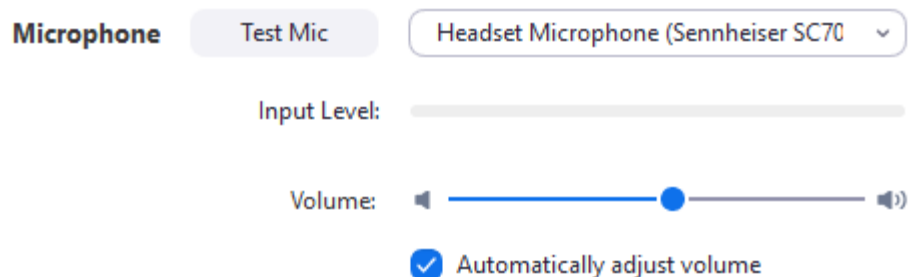 Microphone Test Mic Headset Microphone (Sennheiser SC70
Input Level:
Volume:
Automatically adjust volume